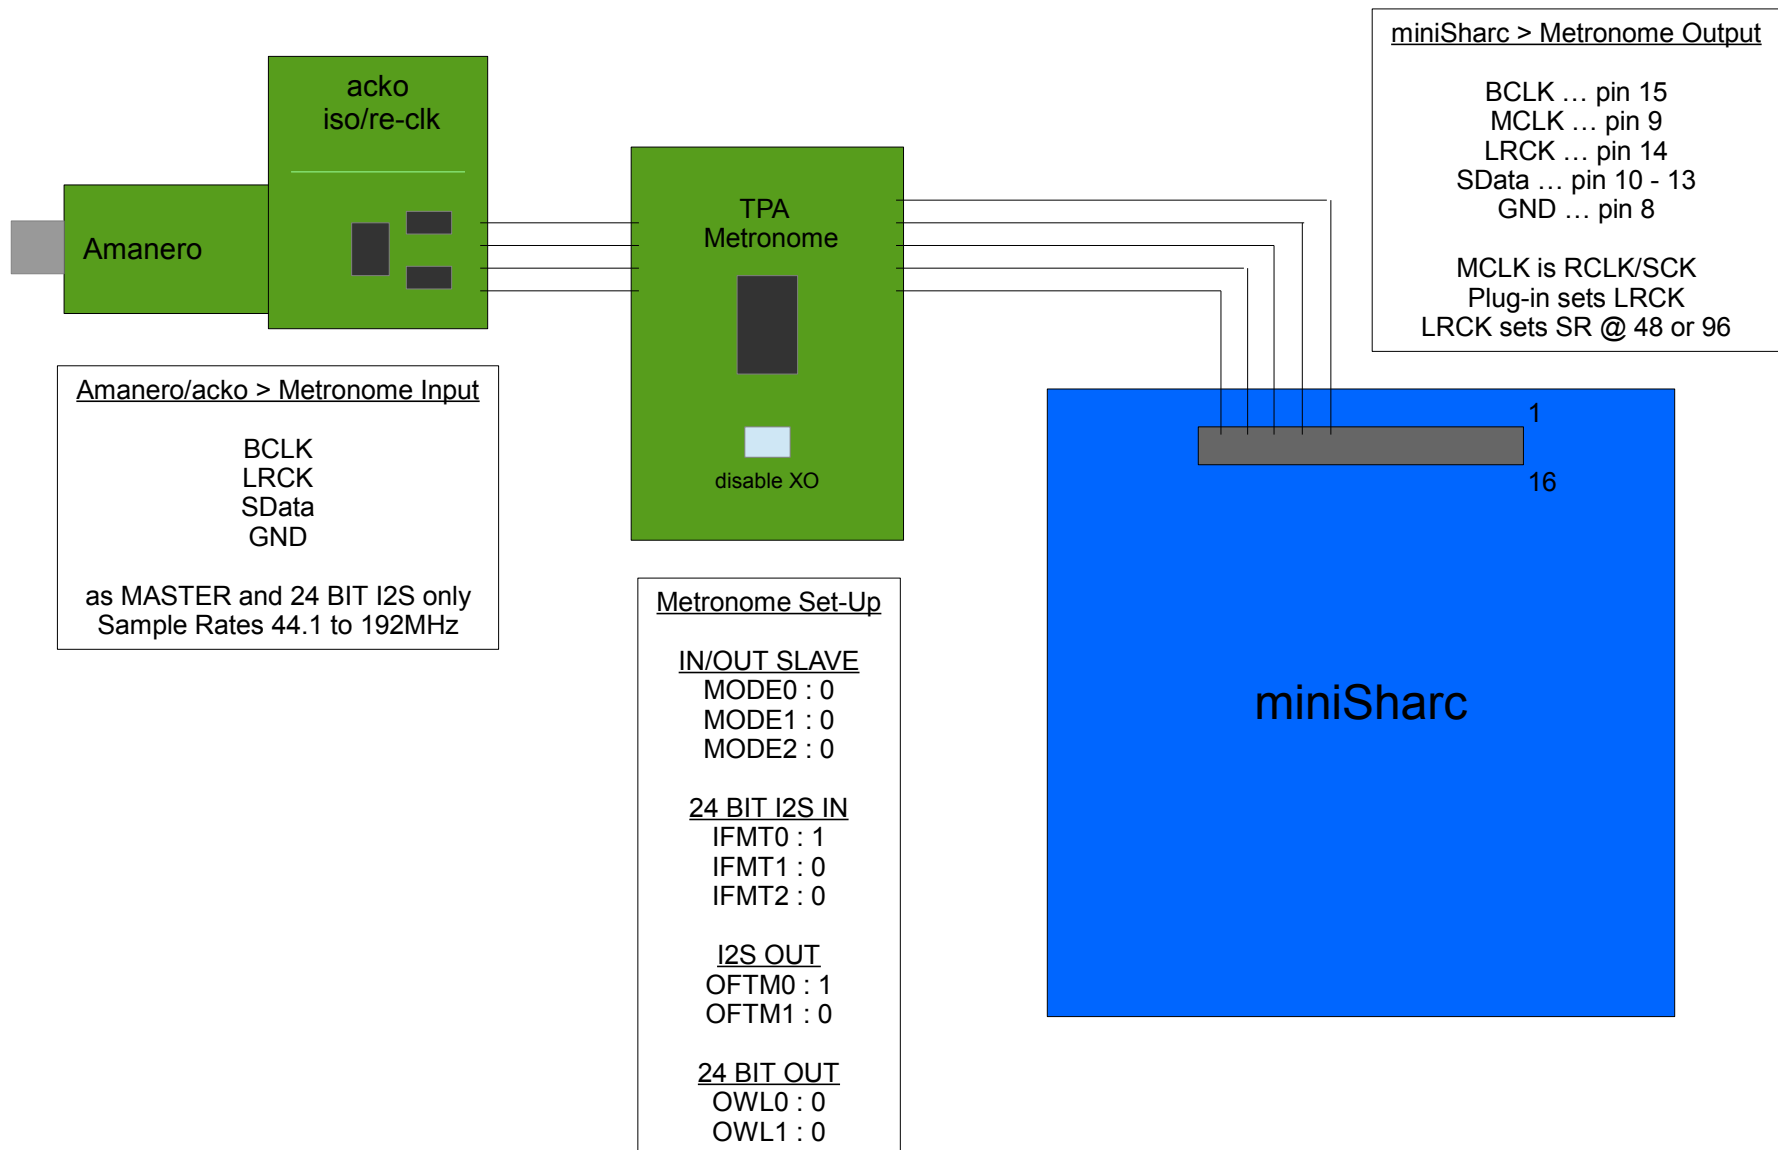 acko
iso/re-clk
Amanero
TPA
Metronome
disable XO
miniSharc > Metronome Output
BCLK … pin 15
MCLK … pin 9
LRCK … pin 14
SData … pin 10 - 13
GND … pin 8
MCLK is RCLK/SCK
Plug-in sets LRCK
LRCK sets SR @ 48 or 96
Amanero/acko > Metronome Input
BCLK
LRCK
SData
GND
as MASTER and 24 BIT I2S only
Sample Rates 44.1 to 192MHz
Metronome Set-Up
IN/OUT SLAVE
MODE0 : 0
MODE1 : 0
MODE2 : 0
24 BIT I2S IN
IFMT0 : 1
IFMT1 : 0
IFMT2 : 0
I2S OUT
OFTM0 : 1
OFTM1 : 0
24 BIT OUT
OWL0 : 0
OWL1 : 0
1
16
miniSharc